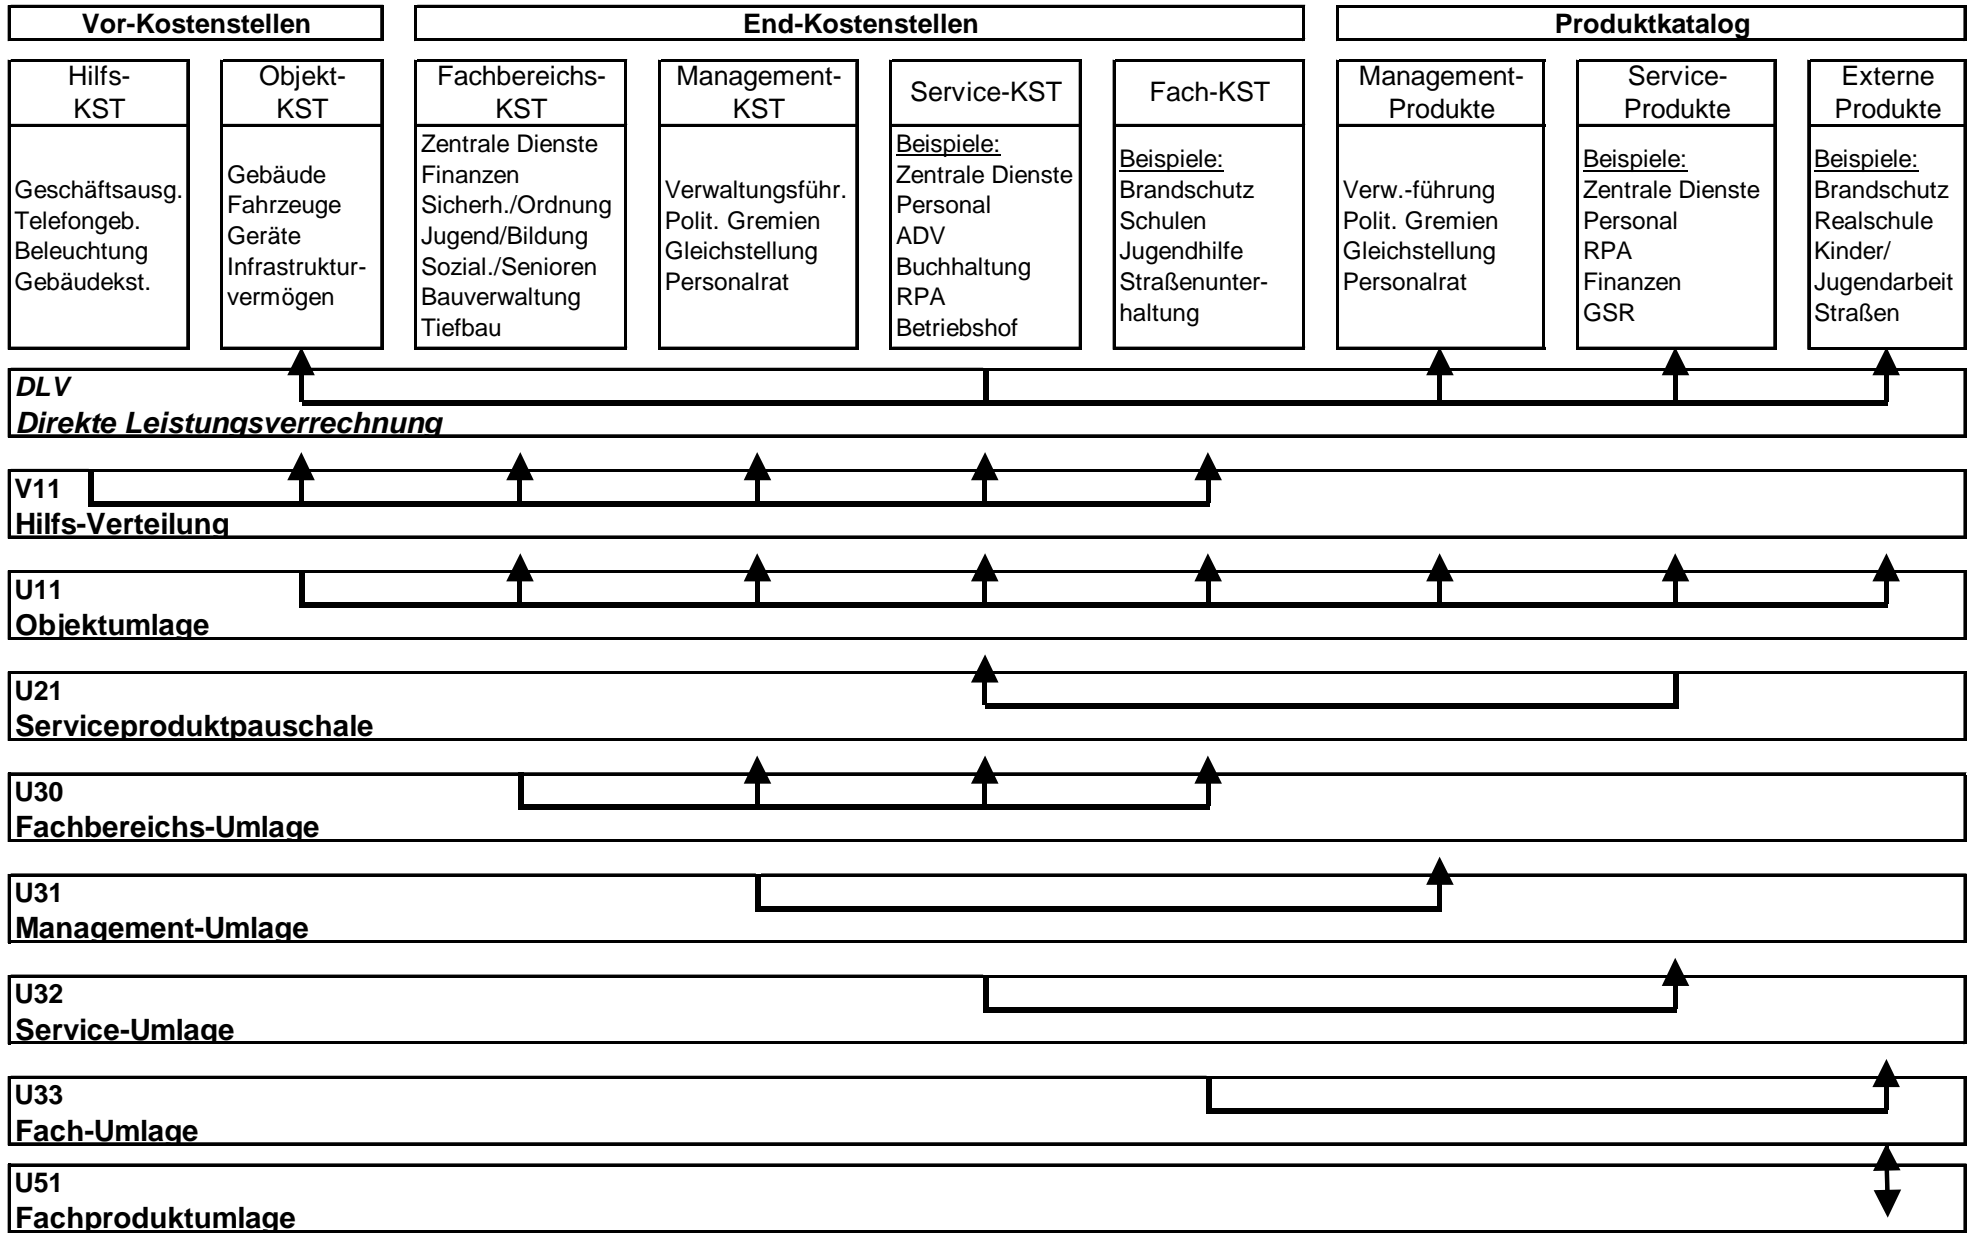 Vor-Kostenstellen
End-Kostenstellen
Produktkatalog
Hilfs-
KST
Objekt-
KST
Fachbereichs-
KST
Management-
KST
Service-KST
Fach-KST
Management-
Produkte
Service-
Produkte
Externe
Produkte
Geschäftsausg.
Telefongeb.
Beleuchtung
Gebäudekst.
Gebäude
Fahrzeuge
Geräte
Infrastruktur-
vermögen
Zentrale Dienste
Finanzen
Sicherh./Ordnung
Jugend/Bildung
Sozial./Senioren
Bauverwaltung
Tiefbau
Verwaltungsführ.
Polit. Gremien
Gleichstellung
Personalrat
Beispiele:
Zentrale Dienste
Personal
ADV
Buchhaltung
RPA
Betriebshof
Beispiele:
Brandschutz
Schulen
Jugendhilfe
Straßenunter-
haltung
Verw.-führung
Polit. Gremien
Gleichstellung
Personalrat
Beispiele:
Zentrale Dienste
Personal
RPA
Finanzen
GSR
Beispiele:
Brandschutz
Realschule
Kinder/
Jugendarbeit
Straßen
DLV
Direkte Leistungsverrechnung
V11
Hilfs-Verteilung
U11
Objektumlage
U21
Serviceproduktpauschale
U30
Fachbereichs-Umlage
U31
Management-Umlage
U32
Service-Umlage
U33
Fach-Umlage
U51
Fachproduktumlage